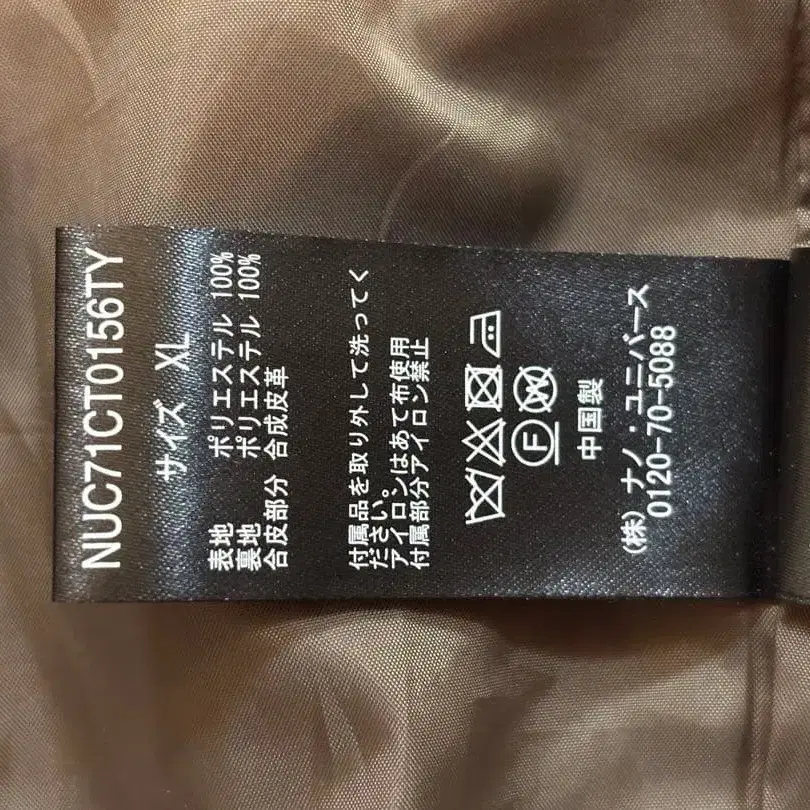 NUC71CT0156TY
サイズ XL
表地 ポリエステル 100%
裏地 ポリエステル 100%
合皮部分 合成皮革
付属品を取り外して洗ってく
ださい。
アイロンはあて布使用
付属部分アイロン禁止
F W
中国製
(株) ナノ・ユニバース
0120-70-5088